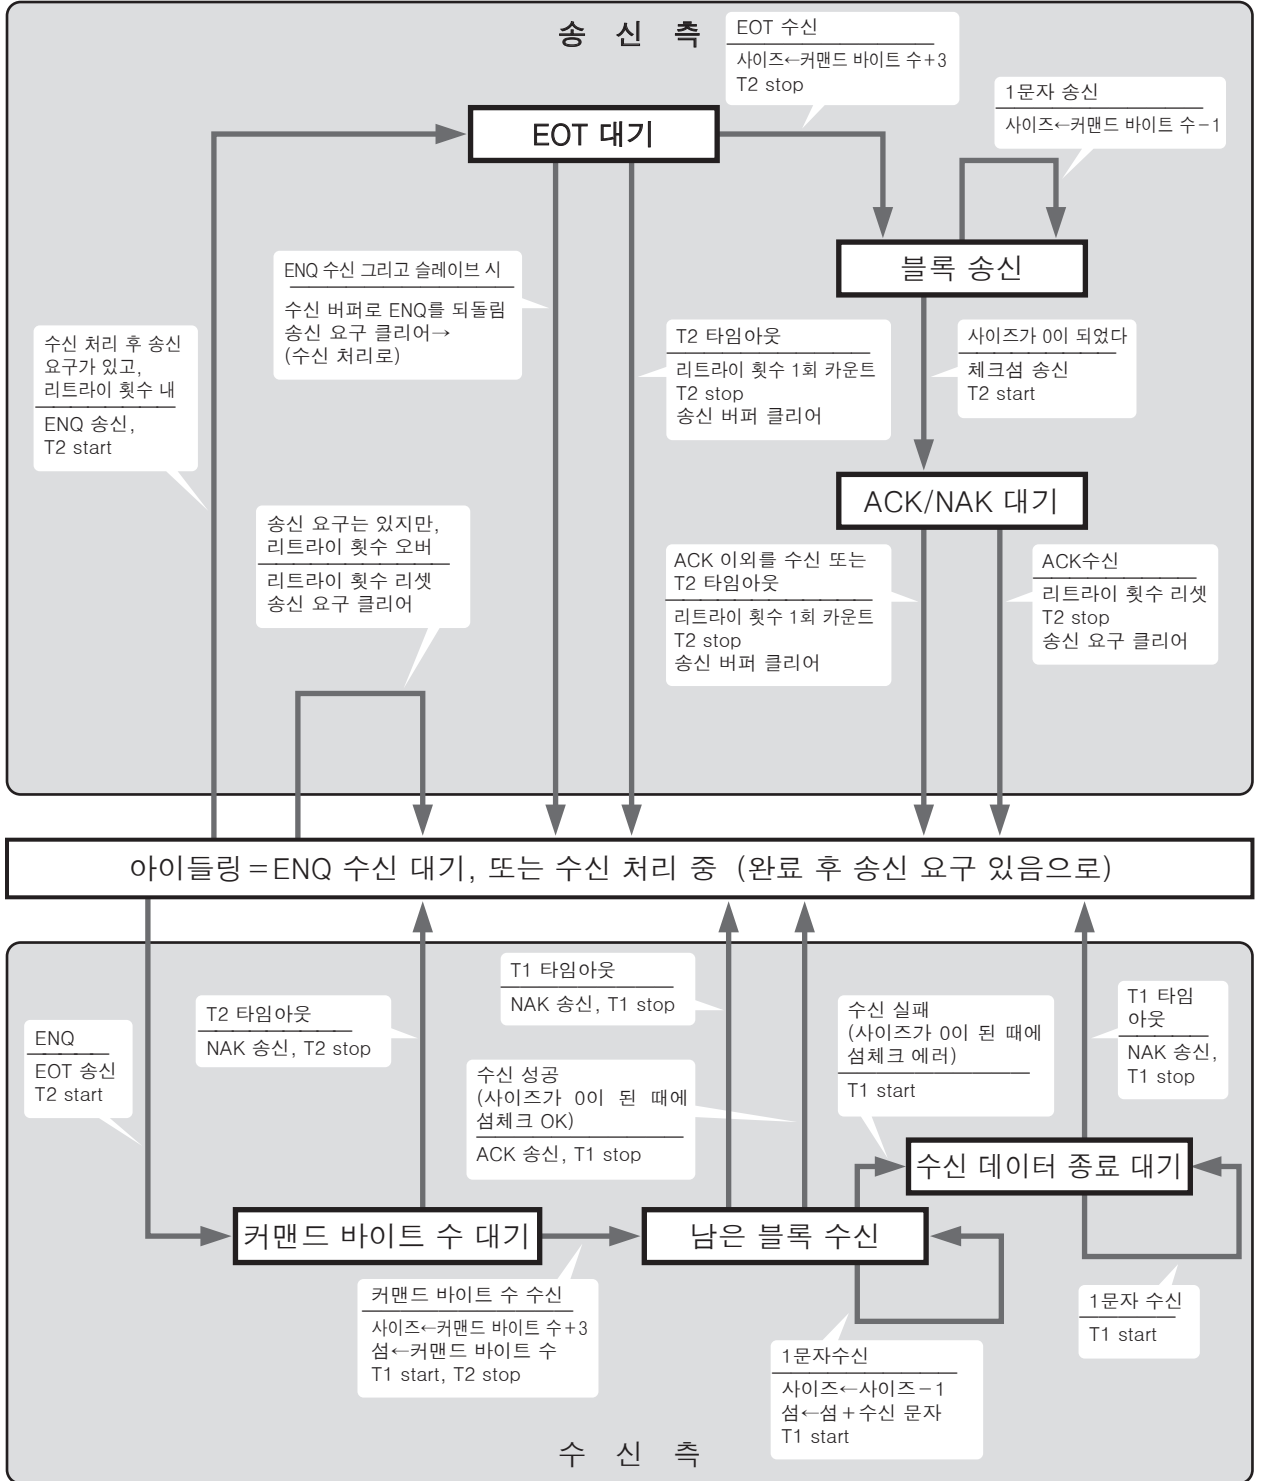 송 신 측
EOT 수신
사이즈←커맨드 바이트 수+3
T2 stop
1문자 송신
사이즈←커맨드 바이트 수-1
EOT 대기
블록 송신
ENQ 수신 그리고 슬레이브 시
수신 버퍼로 ENQ를 되돌림
송신 요구 클리어→
(수신 처리로)
수신 처리 후 송신
요구가 있고,
리트라이 횟수 내
ENQ 송신,
T2 start
T2 타임아웃
리트라이 횟수 1회 카운트
T2 stop
송신 버퍼 클리어
사이즈가 0이 되었다
체크섬 송신
T2 start
ACK/NAK 대기
송신 요구는 있지만,
리트라이 횟수 오버
리트라이 횟수 리셋
송신 요구 클리어
ACK 이외를 수신 또는
T2 타임아웃
리트라이 횟수 1회 카운트
T2 stop
송신 버퍼 클리어
ACK수신
리트라이 횟수 리셋
T2 stop
송신 요구 클리어
아이들링=ENQ 수신 대기, 또는 수신 처리 중 (완료 후 송신 요구 있음으로)
ENQ
EOT 송신
T2 start
T2 타임아웃
NAK 송신, T2 stop
T1 타임아웃
NAK 송신, T1 stop
수신 성공
(사이즈가 0이 된 때에
섬체크 OK)
ACK 송신, T1 stop
수신 실패
(사이즈가 0이 된 때에
섬체크 에러)
T1 start
T1 타임
아웃
NAK 송신,
T1 stop
수신 데이터 종료 대기
커맨드 바이트 수 대기
남은 블록 수신
커맨드 바이트 수 수신
사이즈←커맨드 바이트 수+3
섬←커맨드 바이트 수
T1 start, T2 stop
1문자수신
사이즈←사이즈-1
섬←섬+수신 문자
T1 start
1문자 수신
T1 start
수 신 측